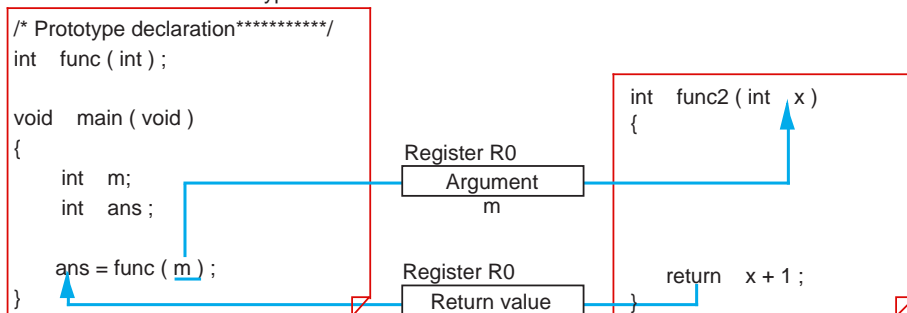 /* Prototype declaration***********/
int func ( int ) ;
void main ( void )
{
int m;
int ans ;
ans = func ( m ) ;
}
Register R0
Argument
m
Register R0
Return value
int func2 ( int x )
{
return x + 1 ;
}